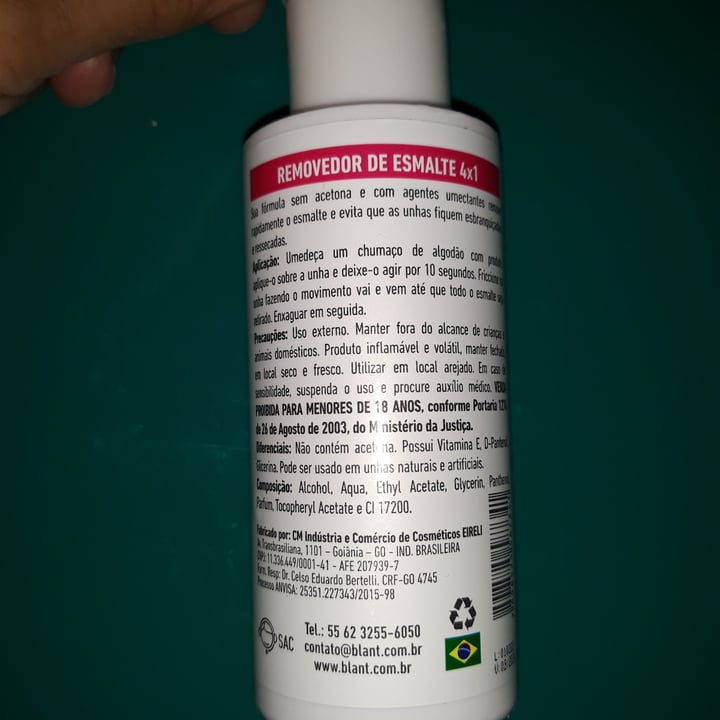 REMOVEDOR DE ESMALTE 4x1
Sua fórmula sem acetona e com agentes umectantes
rapidamente o esmalte e evita que as unhas fiquem
e ressecadas.
Aplicação: Umedeça um chumaço de algodão com
aplique-o sobre a unha e deixe-o agir por 10 segundos.
unha fazendo o movimento vai e vem até que todo o esmalte
retirado. Enxaguar em seguida.
Precauções: Uso externo. Manter fora do alcance de
animais domésticos. Produto inflamável e volátil, manter
em local seco e fresco. Utilizar em local arejado. Em caso
sensibilidade, suspenda o uso e procure auxílio médico.
PROIBIDA PARA MENORES DE 18 ANOS, conforme Portaria
de 26 de Agosto de 2003, do Ministério da Justiça.
Diferenciais: Não contém acetona. Possui Vitamina E,
Glicerina. Pode ser usado em unhas naturais e artificiais.
Composição: Alcohol, Aqua, Ethyl Acetate, Glycerin,
Parfum, Tocopheryl Acetate e CI 17200.
Fabricado por: CM Indústria e Comércio de Cosméticos EIRELI
Av. Transbrasiliana, 1101 - Goiânia - GO - IND. BRASILEIRA
CNPJ: 11.336.449/0001-41 - AFE 207939-7
Farm. Resp: Dr. Celso Eduardo Bertelli. CRF-GO 4745
Processo ANVISA: 25351.227343/2015-98
SAC
Tel.: 55 62 3255-6050
contato@blant.com.br
www.blant.com.br